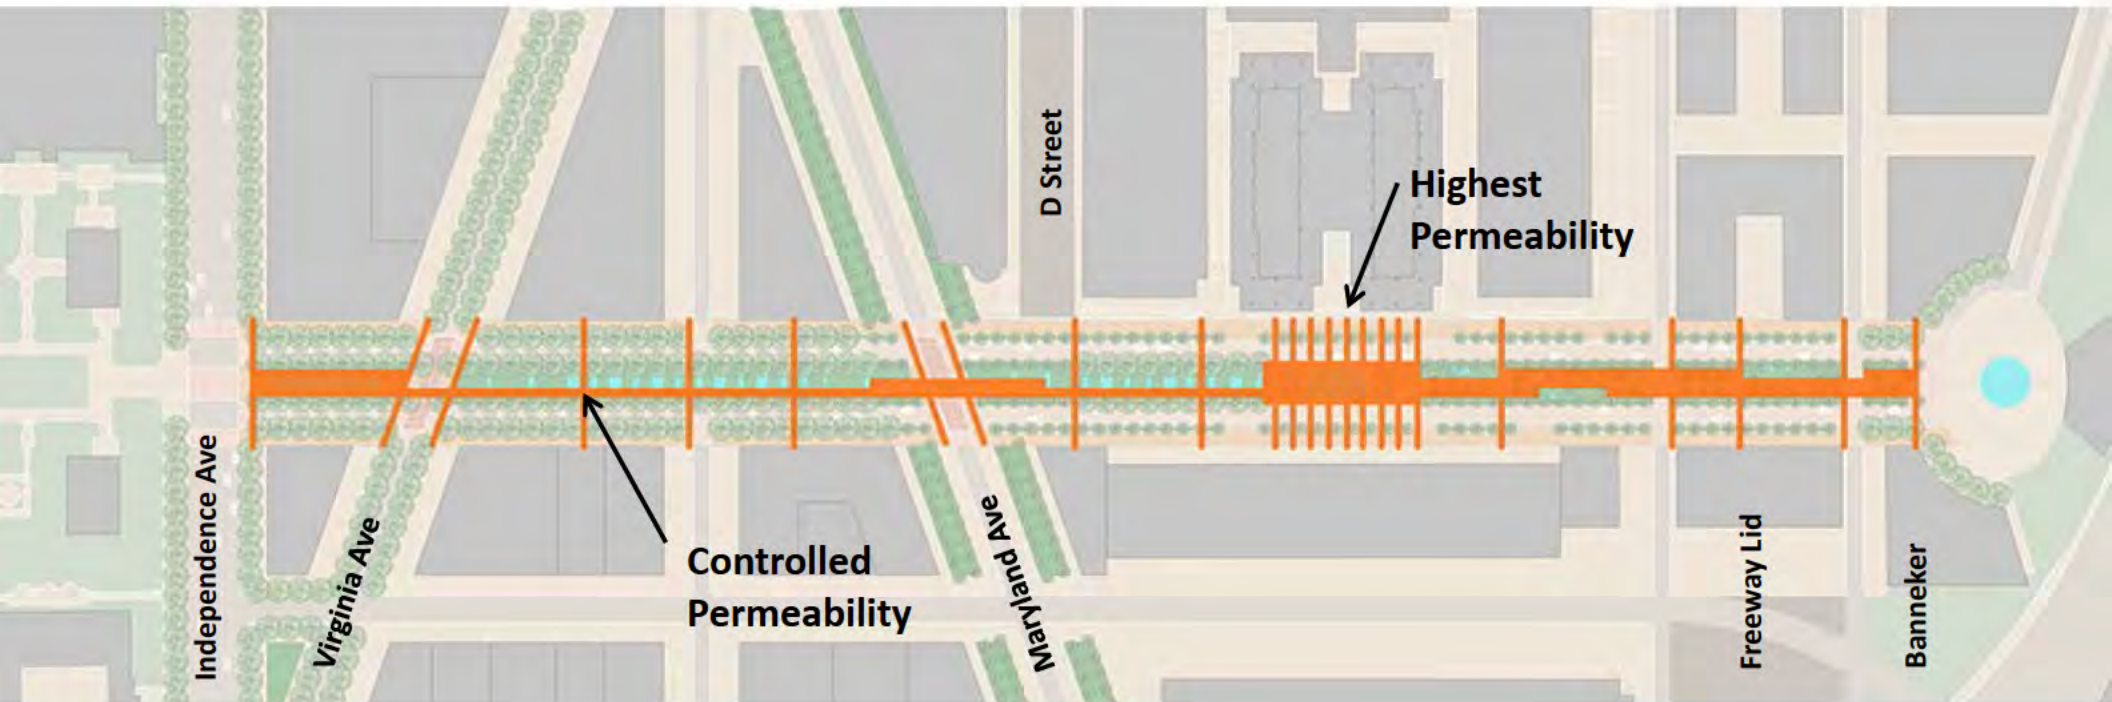 D Street
Highest
Permeability
Independence Ave
Virginia Ave
Controlled
Permeability
Maryland Ave
Freeway Lid
Banneker